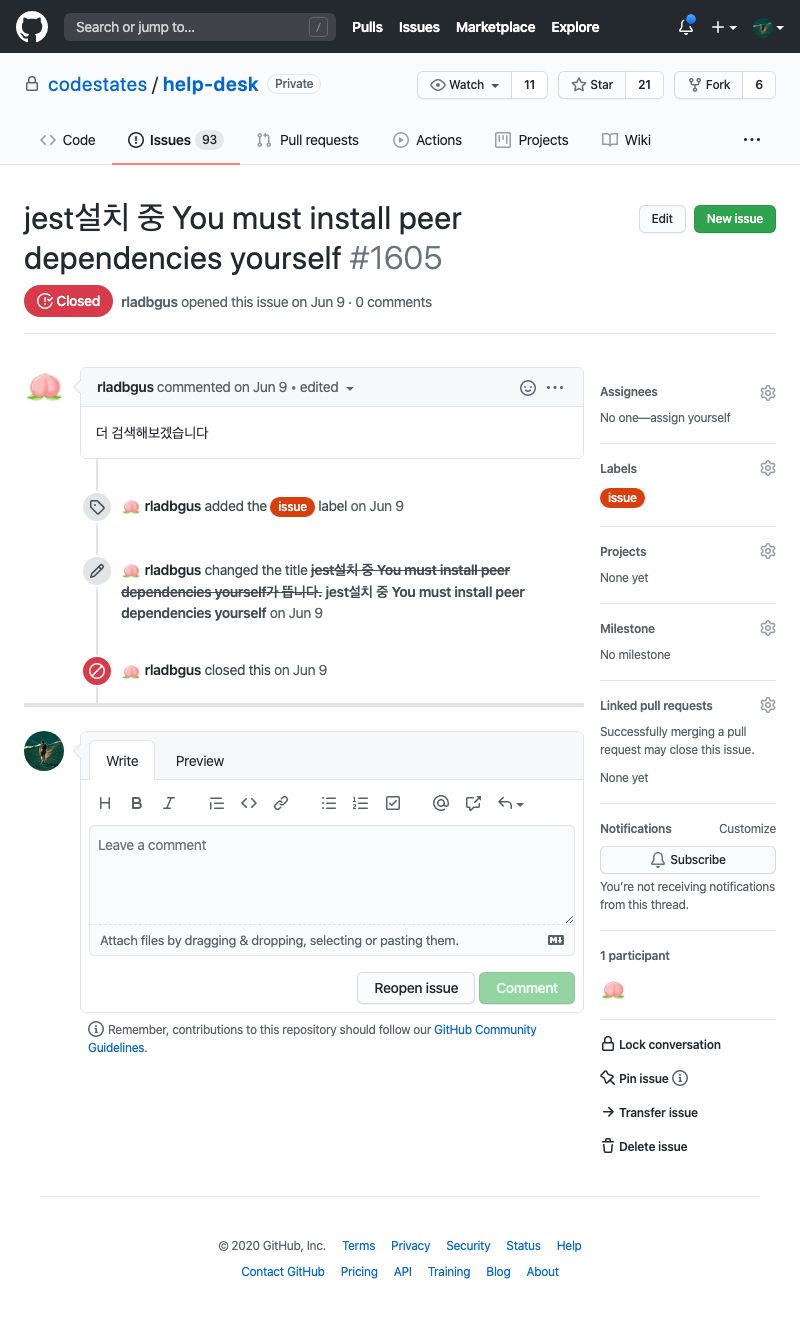 Search or jump to... /
Pulls Issues Marketplace Explore
codestates / help-desk Private
Watch 11 Star 21 Fork 6
Code Issues 93 Pull requests Actions Projects Wiki
jest설치 중 You must install peer
dependencies yourself #1605
Edit New issue
Closed rladbgus opened this issue on Jun 9 · 0 comments
rladbgus commented on Jun 9 • edited
더 검색해보겠습니다
rladbgus added the issue label on Jun 9
rladbgus changed the title jest설치 중 You must install peer
dependencies yourself가 뜹니다. jest설치 중 You must install peer
dependencies yourself on Jun 9
rladbgus closed this on Jun 9
Write Preview
H B I
Leave a comment
Attach files by dragging & dropping, selecting or pasting them.
Reopen issue Comment
Remember, contributions to this repository should follow our GitHub Community
Guidelines.
Assignees
No one—assign yourself
Labels
issue
Projects
None yet
Milestone
No milestone
Linked pull requests
Successfully merging a pull
request may close this issue.
None yet
Notifications Customize
Subscribe
You're not receiving notifications
from this thread.
1 participant
Lock conversation
Pin issue
Transfer issue
Delete issue
© 2020 GitHub, Inc. Terms Privacy Security Status Help
Contact GitHub Pricing API Training Blog About